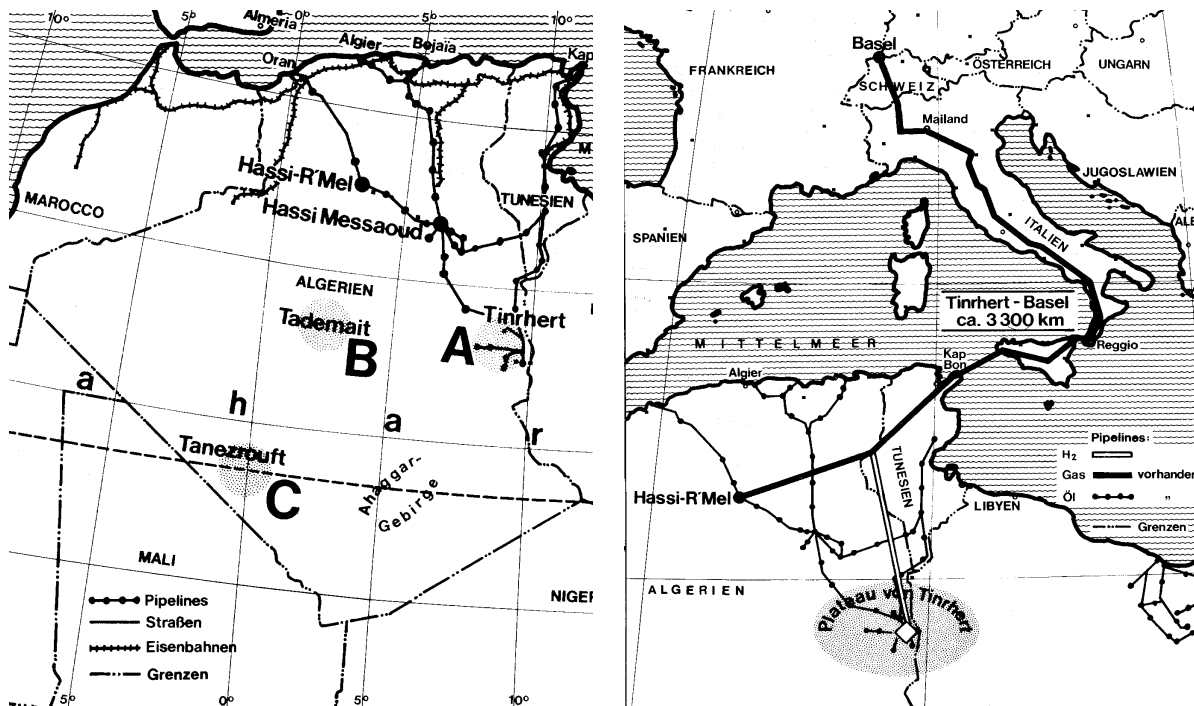 10°
5°
0°
5°
10°
Almeria
Oran
Algier
Bejaïa
Kap
MAROCCO
Hassi-R'Mel
Hassi Messaoud
TUNESIEN
M
ALGERIEN
Tademait
B
Tinrhert
A
a
h
a
r
Tanezrouft
C
Ahaggar-
Gebirge
MALI
NIGER
Pipelines
Straßen
Eisenbahnen
Grenzen
5°
0°
5°
10°
Basel
FRANKREICH
SCHWEIZ
ÖSTERREICH
UNGARN
Mailand
JUGOSLAWIEN
ALB
SPANIEN
ITALIEN
Tinrhert - Basel
ca. 3300 km
MITTELMEER
Reggio
Kap
Bon
Algier
TUNESIEN
Hassi-R'Mel
LIBYEN
ALGERIEN
Plateau von Tinrhert
Pipelines:
H₂
Gas vorhanden
Öl "
Grenzen